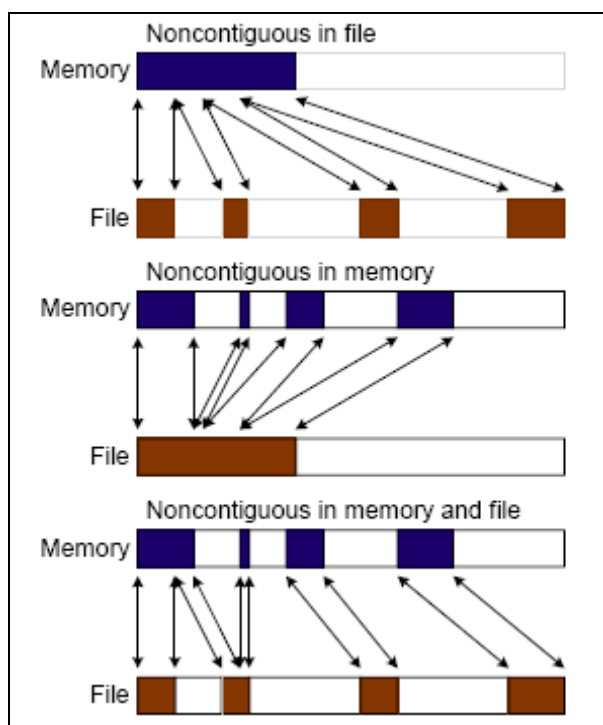 Noncontiguous in file
Memory
File
Noncontiguous in memory
Memory
File
Noncontiguous in memory and file
Memory
File